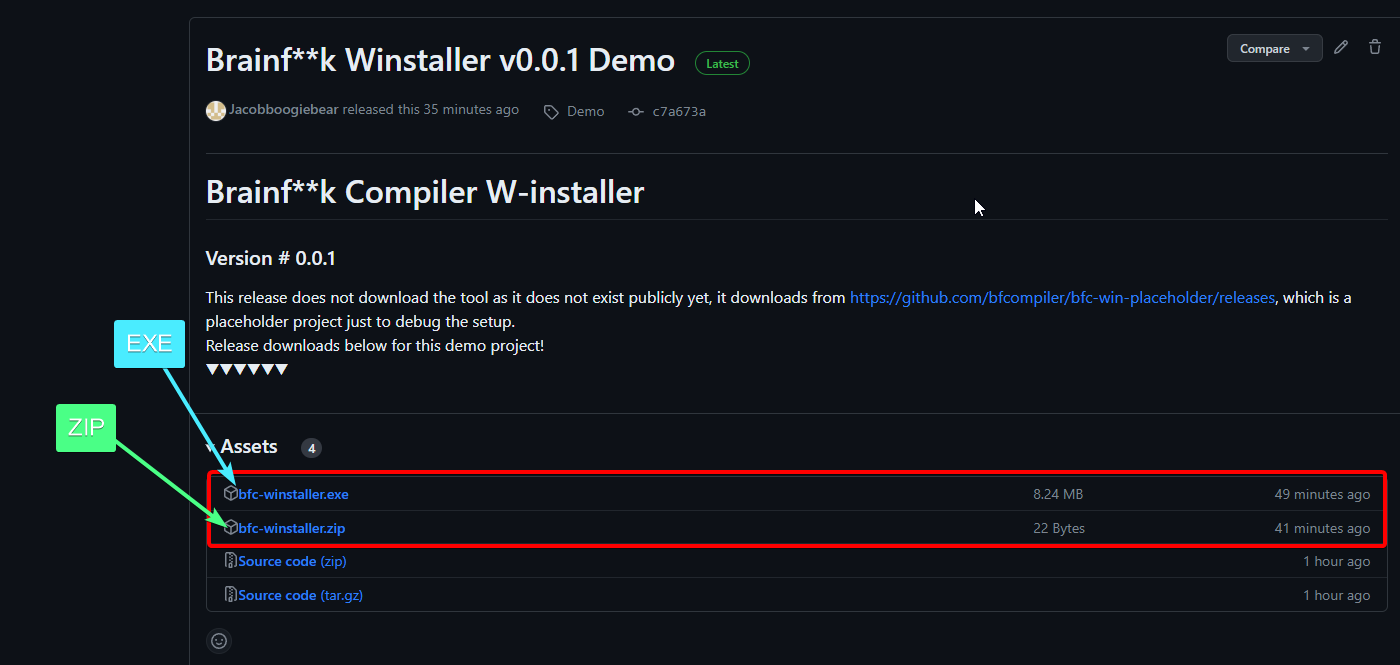 Brainf**k Winstaller v0.0.1 Demo Latest Compare
Jacobboogiebear released this 35 minutes ago Demo c7a673a
Brainf**k Compiler W-installer
Version # 0.0.1
This release does not download the tool as it does not exist publicly yet, it downloads from https://github.com/bfcompiler/bfc-win-placeholder/releases, which is a
placeholder project just to debug the setup.
Release downloads below for this demo project!
▼▼▼▼▼▼
EXE
ZIP
Assets 4
bfc-winstaller.exe 8.24 MB 49 minutes ago
bfc-winstaller.zip 22 Bytes 41 minutes ago
Source code (zip) 1 hour ago
Source code (tar.gz) 1 hour ago